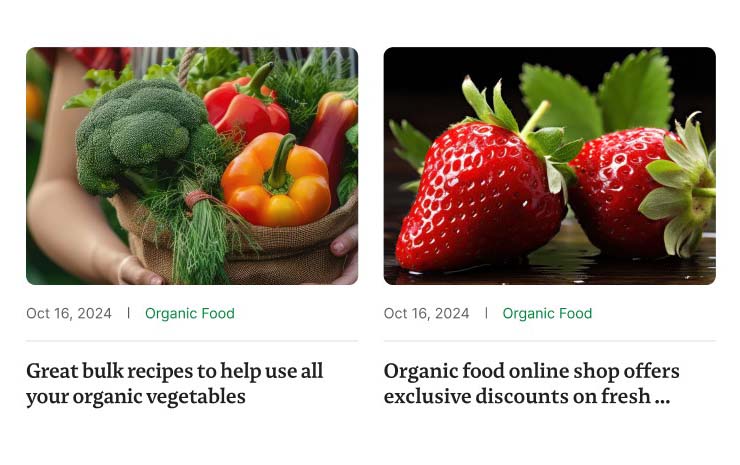 Oct 16, 2024 | Organic Food
Great bulk recipes to help use all
your organic vegetables
Oct 16, 2024 | Organic Food
Organic food online shop offers
exclusive discounts on fresh ...